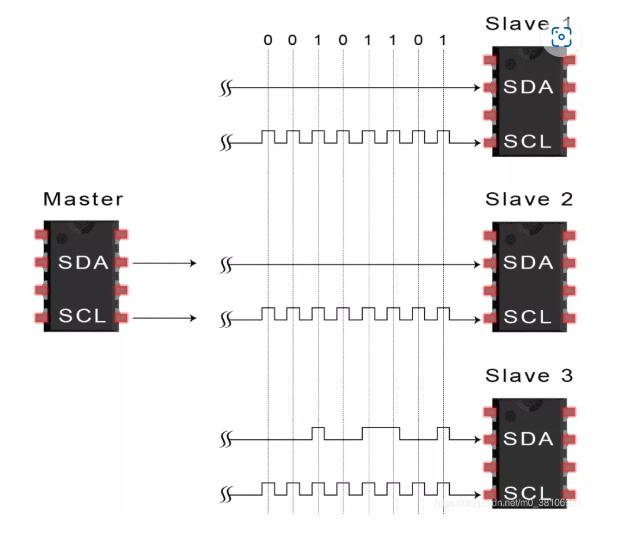 Slave 1
0 0 1 0 1 1 0 1
SDA
SCL
Master
SDA
SCL
Slave 2
SDA
SCL
Slave 3
SDA
SCL